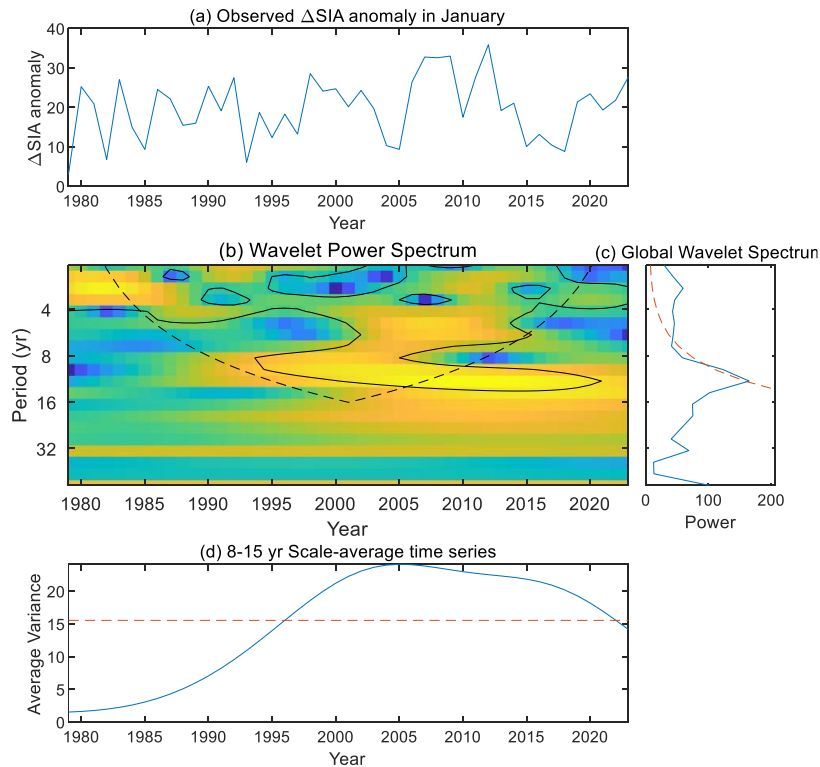 (a) Observed ΔSIA anomaly in January
ΔSIA anomaly
40
30
20
10
0
1980 1985 1990 1995 2000 2005 2010 2015 2020
Year
(b) Wavelet Power Spectrum
Period (yr)
4
8
16
32
1980 1985 1990 1995 2000 2005 2010 2015 2020
Year
(c) Global Wavelet Spectrum
0 100 200
Power
(d) 8-15 yr Scale-average time series
Average Variance
20
15
10
5
0
1980 1985 1990 1995 2000 2005 2010 2015 2020
Year